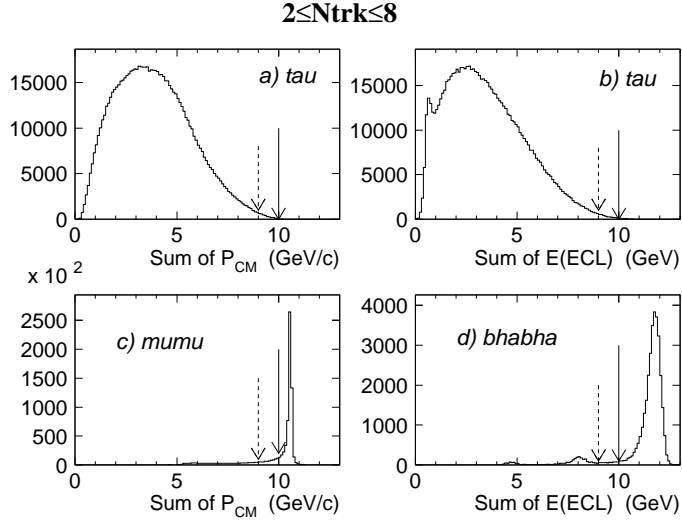 2≤Ntrk≤8
a) tau
15000
10000
5000
0
0 5 10
Sum of P_CM (GeV/c)
b) tau
15000
10000
5000
0
0 5 10
Sum of E(ECL) (GeV)
x 10^2
c) mumu
2500
2000
1500
1000
500
0
0 5 10
Sum of P_CM (GeV/c)
d) bhabha
4000
3000
2000
1000
0
0 5 10
Sum of E(ECL) (GeV)